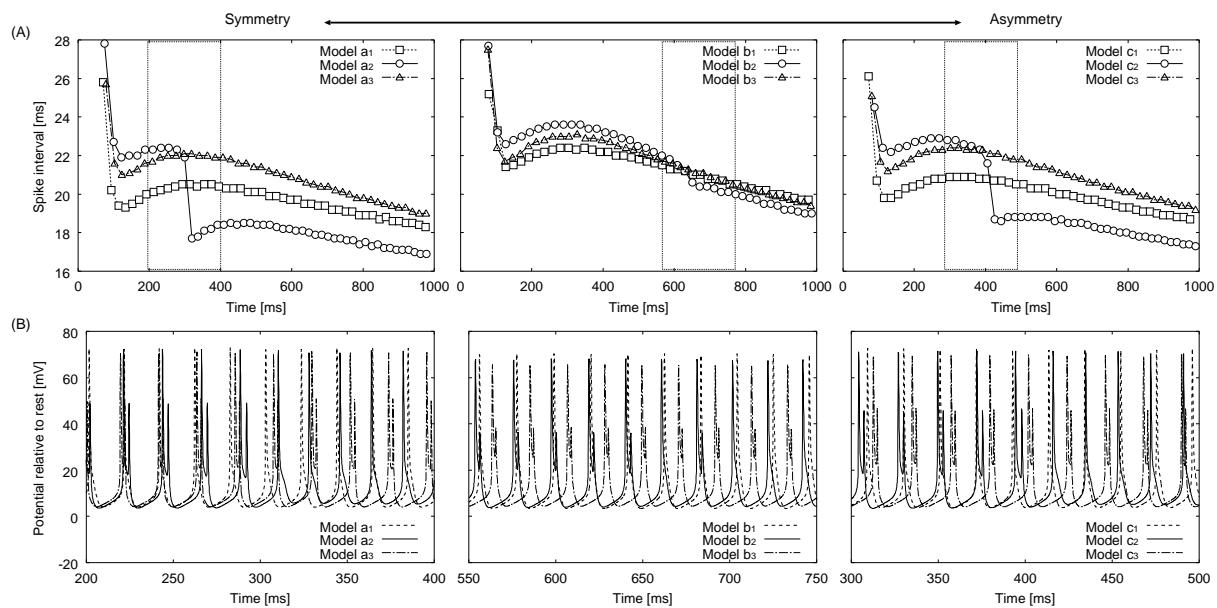 Symmetry Asymmetry
(A)
28
26
24
22
20
18
16
Spike interval [ms]
Model a1
Model a2
Model a3
0 200 400 600 800 1000
Time [ms]
Model b1
Model b2
Model b3
0 200 400 600 800 1000
Time [ms]
Model c1
Model c2
Model c3
0 200 400 600 800 1000
Time [ms]
(B)
80
60
40
20
0
-20
Potential relative to rest [mV]
Model a1
Model a2
Model a3
200 250 300 350 400
Time [ms]
Model b1
Model b2
Model b3
550 600 650 700 750
Time [ms]
Model c1
Model c2
Model c3
300 350 400 450 500
Time [ms]